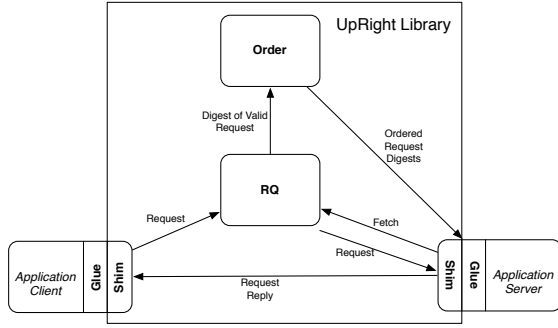 UpRight Library
Order
Digest of Valid
Request
Ordered
Request
Digests
RQ
Request
Fetch
Request
Application
Client
Glue
Shim
Request
Reply
Shim
Glue
Application
Server